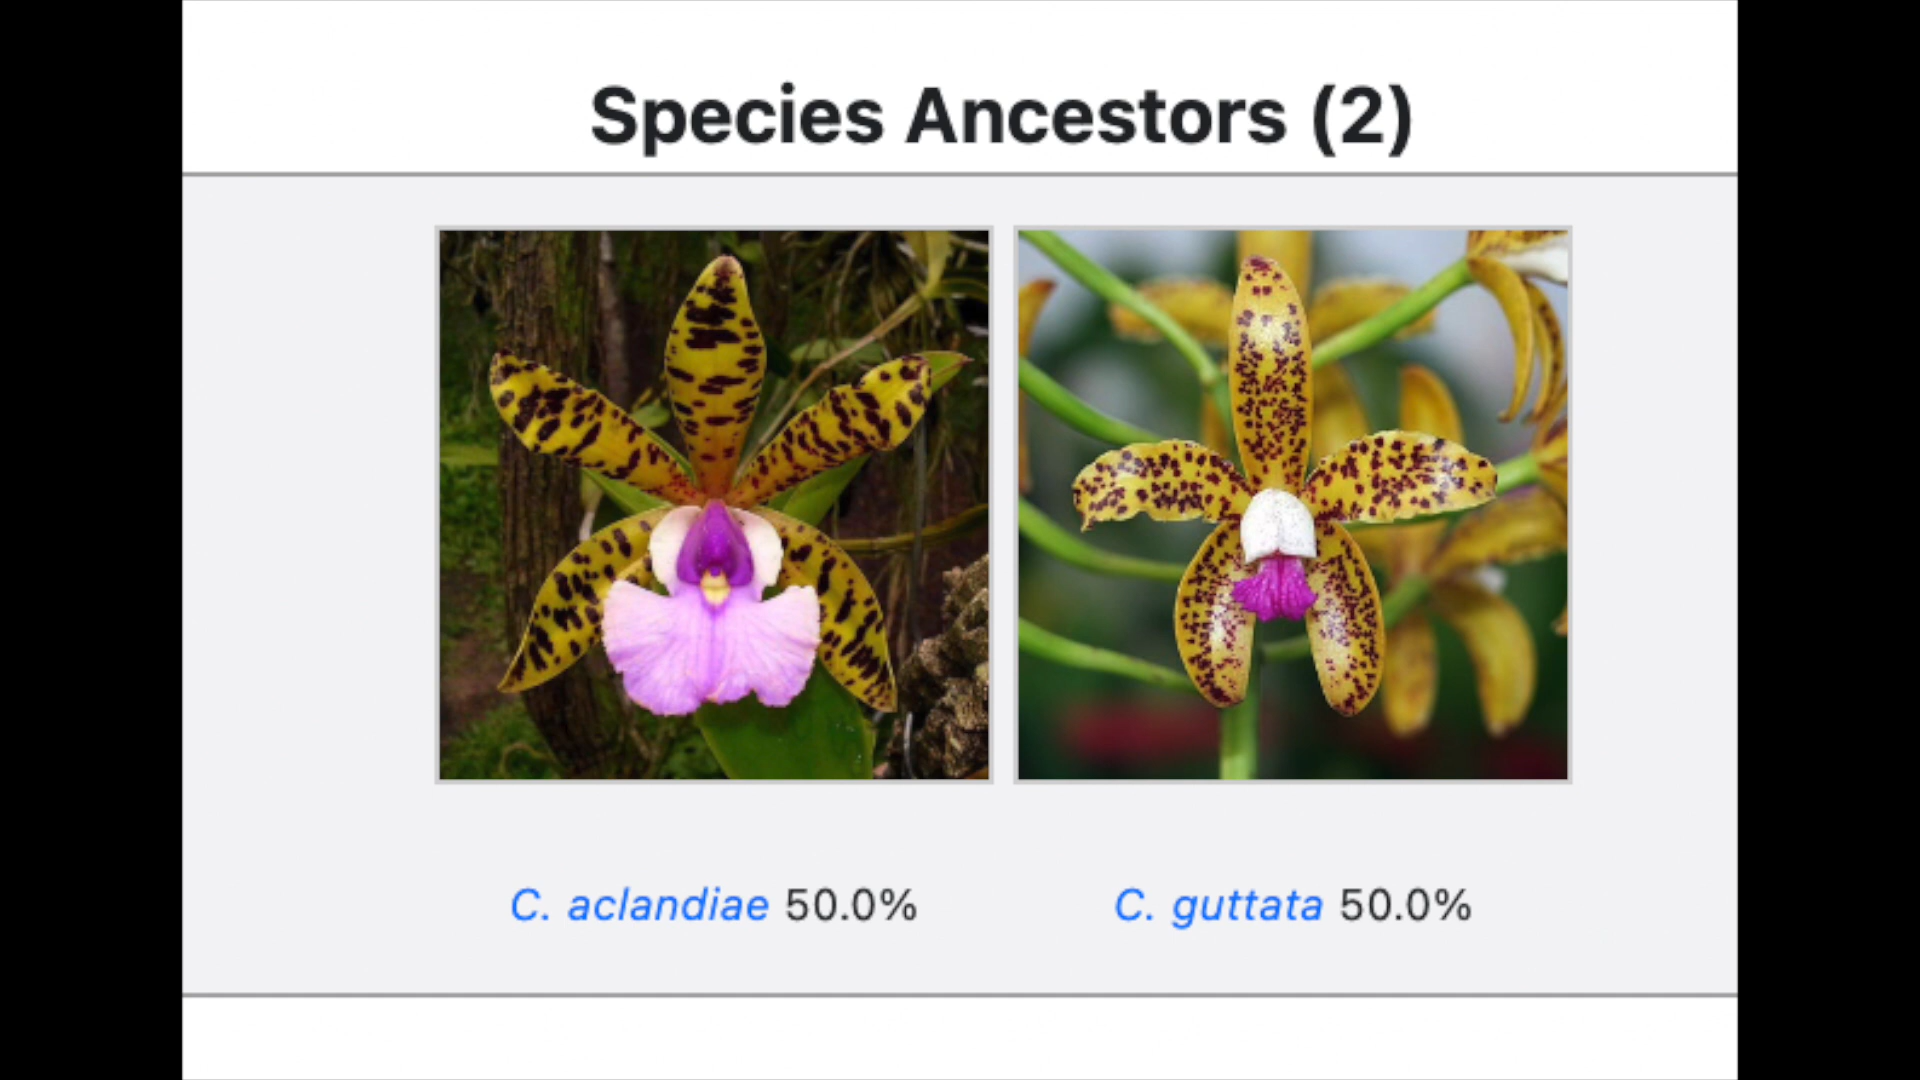 Species Ancestors (2)
C. aclandiae 50.0% C. guttata 50.0%